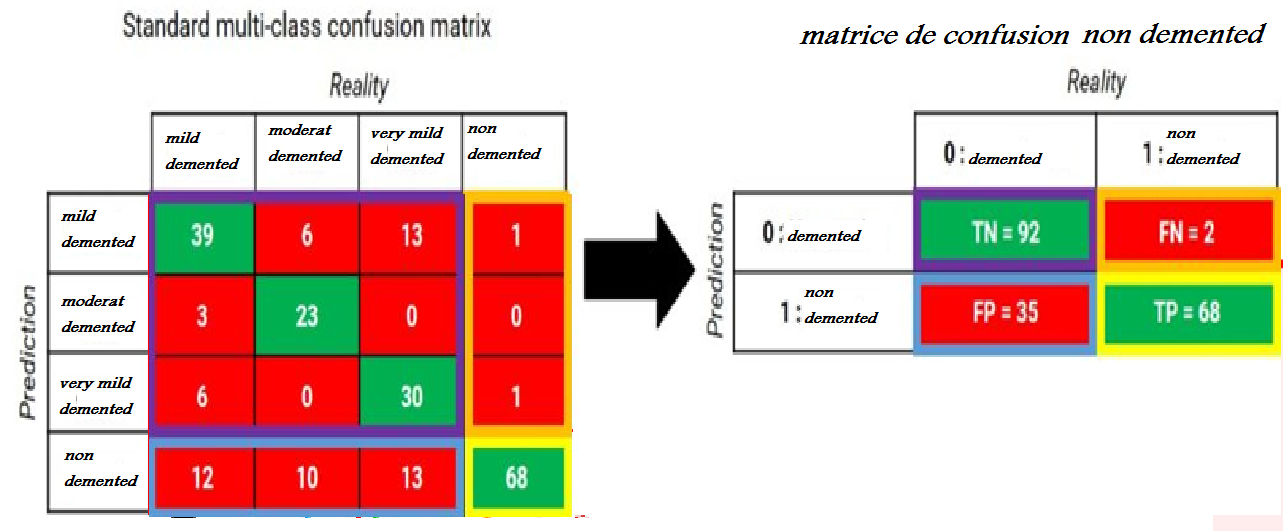 Standard multi-class confusion matrix
Reality
mild
demented
moderat
demented
very mild
demented
non
demented
Prediction
mild
demented
39 6 13 1
moderat
demented
3 23 0 0
very mild
demented
6 0 30 1
non
demented
12 10 13 68
matrice de confusion non demented
Reality
0 : demented
non
1 : demented
Prediction
0 : demented
TN = 92 FN = 2
non
1 : demented
FP = 35 TP = 68